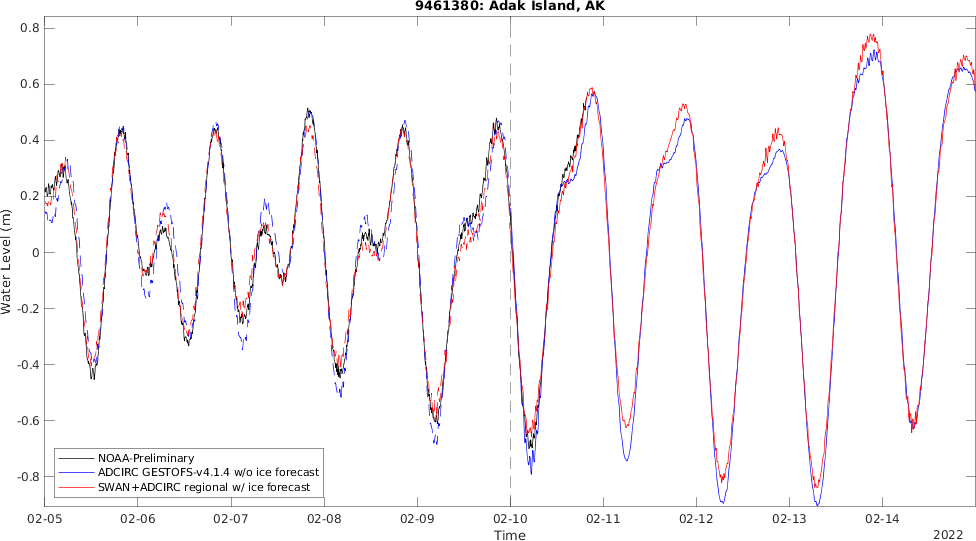 9461380: Adak Island, AK
0.8
0.6
0.4
0.2
0
-0.2
-0.4
-0.6
-0.8
Water Level (m)
NOAA-Preliminary
ADCIRC GESTOFS-v4.1.4 w/o ice forecast
SWAN+ADCIRC regional w/ ice forecast
02-05 02-06 02-07 02-08 02-09 02-10 02-11 02-12 02-13 02-14
Time
2022